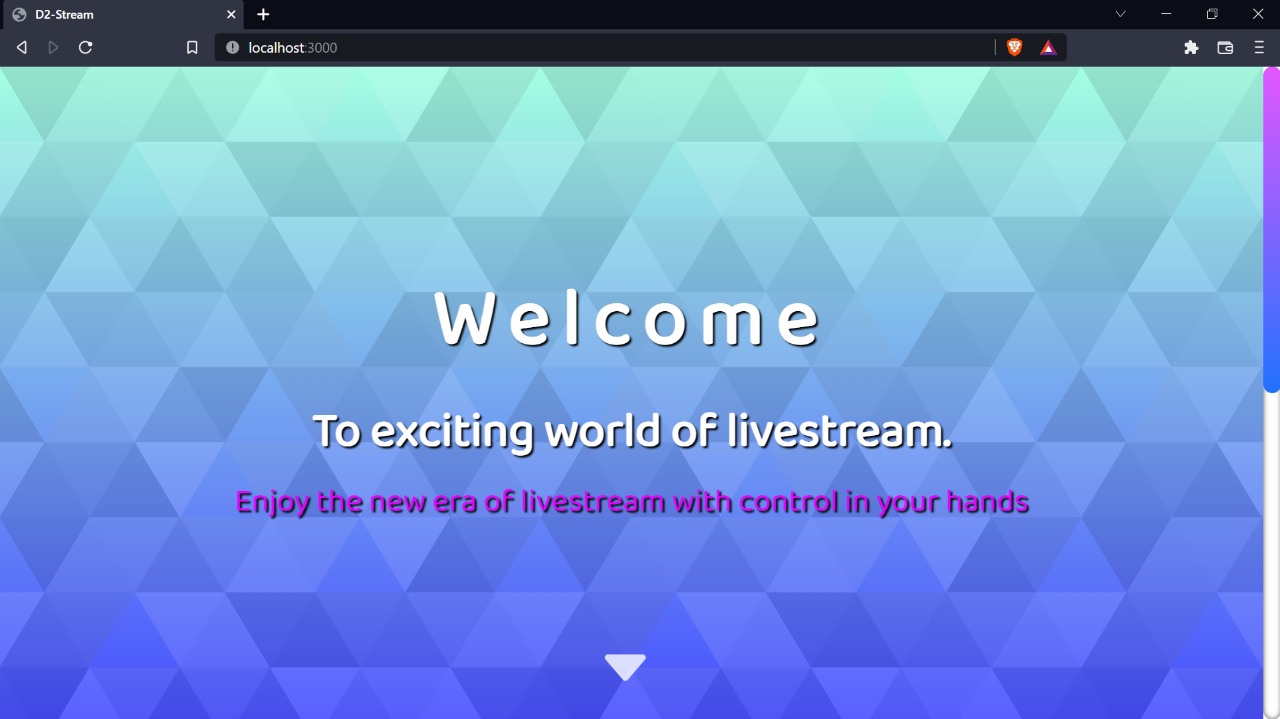 D2-Stream
localhost:3000
Welcome
To exciting world of livestream.
Enjoy the new era of livestream with control in your hands